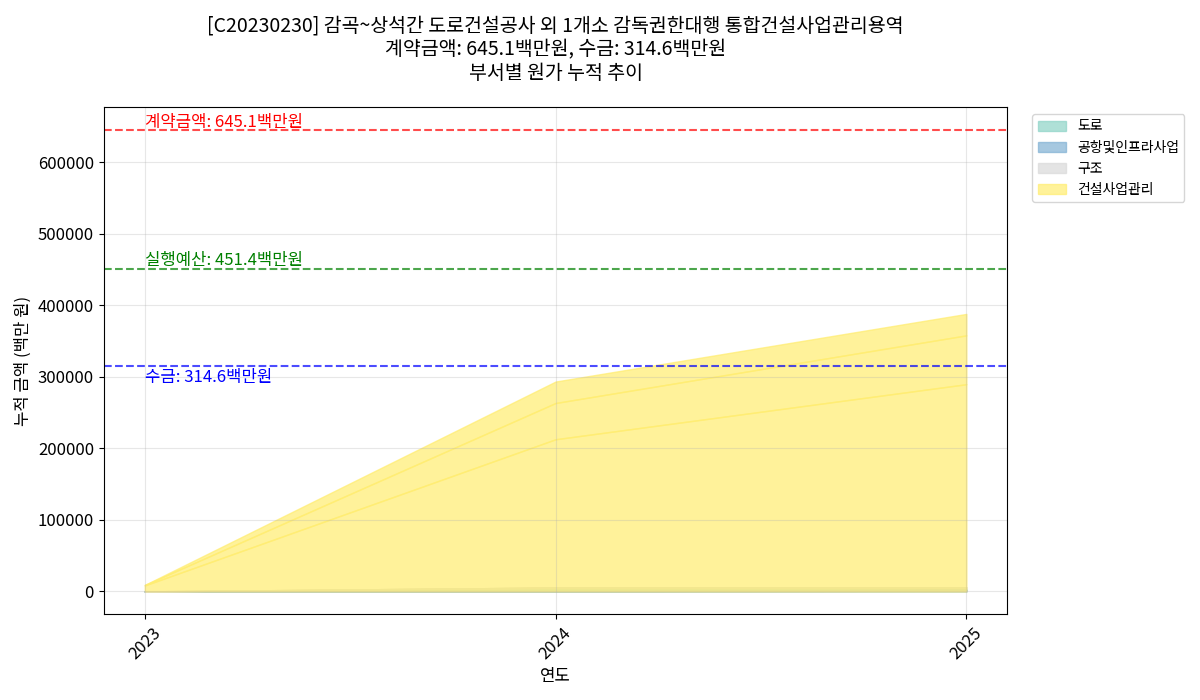 [C20230230] 감곡~상석간 도로건설공사 외 1개소 감독권한대행 통합건설사업관리용역
계약금액: 645.1백만원, 수금: 314.6백만원
부서별 원가 누적 추이
계약금액: 645.1백만원
실행예산: 451.4백만원
수금: 314.6백만원
누적 금액 (백만 원)
600000
500000
400000
300000
200000
100000
0
2023
2024
2025
연도
도로
공항및인프라사업
구조
건설사업관리